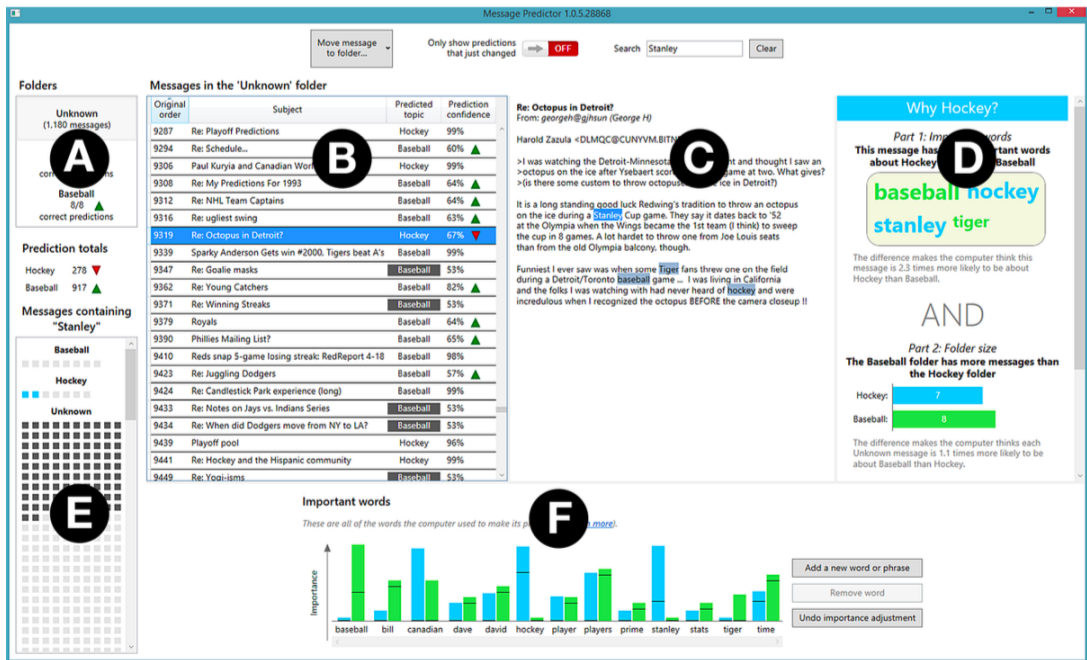 Message Predictor 1.0.5.28868
Move message to folder...
Only show predictions that just changed
OFF
Search
Stanley
Clear
Folders
Unknown
(1,180 messages)
A
correct predictions
Baseball
8/8
correct predictions
Prediction totals
Hockey 278
Baseball 917
Messages containing "Stanley"
Baseball
Hockey
Unknown
E
Messages in the 'Unknown' folder
Original order Subject Predicted topic Prediction confidence
B
9287 Re: Playoff Predictions Hockey 99%
9294 Re: Schedule... Baseball 60%
9306 Paul Kuryia and Canadian Hockey 99%
9308 Re: My Predictions For 1993 Baseball 64%
9312 Re: NHL Team Captains Baseball 64%
9316 Re: ugliest swing Baseball 63%
9319 Re: Octopus in Detroit? Hockey 67%
9339 Sparky Anderson Gets win #2000, Tigers beat A's Baseball 99%
9347 Re: Goalie masks Baseball 53%
9362 Re: Young Catchers Baseball 82%
9371 Re: Winning Streaks Baseball 53%
9379 Royals Baseball 64%
9390 Phillies Mailing List? Baseball 65%
9410 Reds snap 5-game losing streak: RedReport 4-18 Baseball 98%
9423 Re: Juggling Dodgers Baseball 57%
9424 Re: Candlestick Park experience (long) Baseball 99%
9433 Re: Notes on Jays vs. Indians Series Baseball 53%
9434 Re: When did Dodgers move from NY to LA? Baseball 53%
9439 Playoff pool Hockey 96%
9441 Re: Hockey and the Hispanic community Hockey 99%
9449 Re: Yogi-isms Baseball 53%
Re: Octopus in Detroit?
From: georgeh@gjhsun (George H)
C
Harold Zazula <DLMQC@CUNYVM.BITN
>I was watching the Detroit-Minnesota and thought I saw an
>octopus on the ice after Ysebaert game at two. What gives?
>(is there some custom to throw ice in Detroit?)
It is a long standing good luck Redwing's tradition to throw an octopus
on the ice during a Stanley Cup game. They say it dates back to '52
at the Olympia when the Wings became the 1st team (I think) to sweep
the cup in 8 games. A lot hardet to throw one from Joe Louis seats
than from the old Olympia balcony, though.
Funniest I ever saw was when some Tiger fans threw one on the field
during a Detroit/Toronto baseball game ... I was living in California
and the folks I was watching with had never heard of hockey and were
incredulous when I recognized the octopus BEFORE the camera closeup !!
Why Hockey?
D
Part 1: words
This message has words
about Baseball
baseball hockey
stanley tiger
The difference makes the computer think this
message is 2.3 times more likely to be about
Hockey than Baseball.
AND
Part 2: Folder size
The Baseball folder has more messages than
the Hockey folder
Hockey: 7
Baseball: 8
The difference makes the computer thinks each
Unknown message is 1.1 times more likely to be
about Baseball than Hockey.
Important words
F
These are all of the words the computer used to make its more).
Importance
baseball bill canadian dave david hockey player players prime stanley stats tiger time
Add a new word or phrase
Remove word
Undo importance adjustment